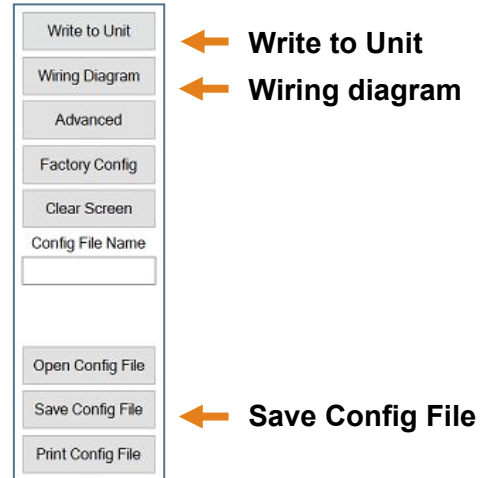 Write to Unit
Write to Unit
Wiring Diagram
Wiring diagram
Advanced
Factory Config
Clear Screen
Config File Name
Open Config File
Save Config File
Save Config File
Print Config File